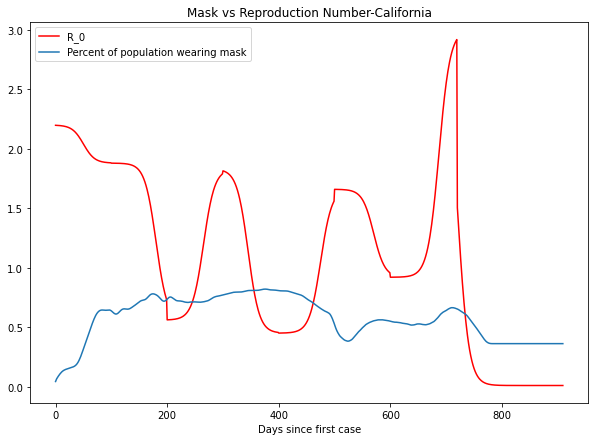 Mask vs Reproduction Number-California
R_0
Percent of population wearing mask
3.0
2.5
2.0
1.5
1.0
0.5
0.0
0 200 400 600 800
Days since first case